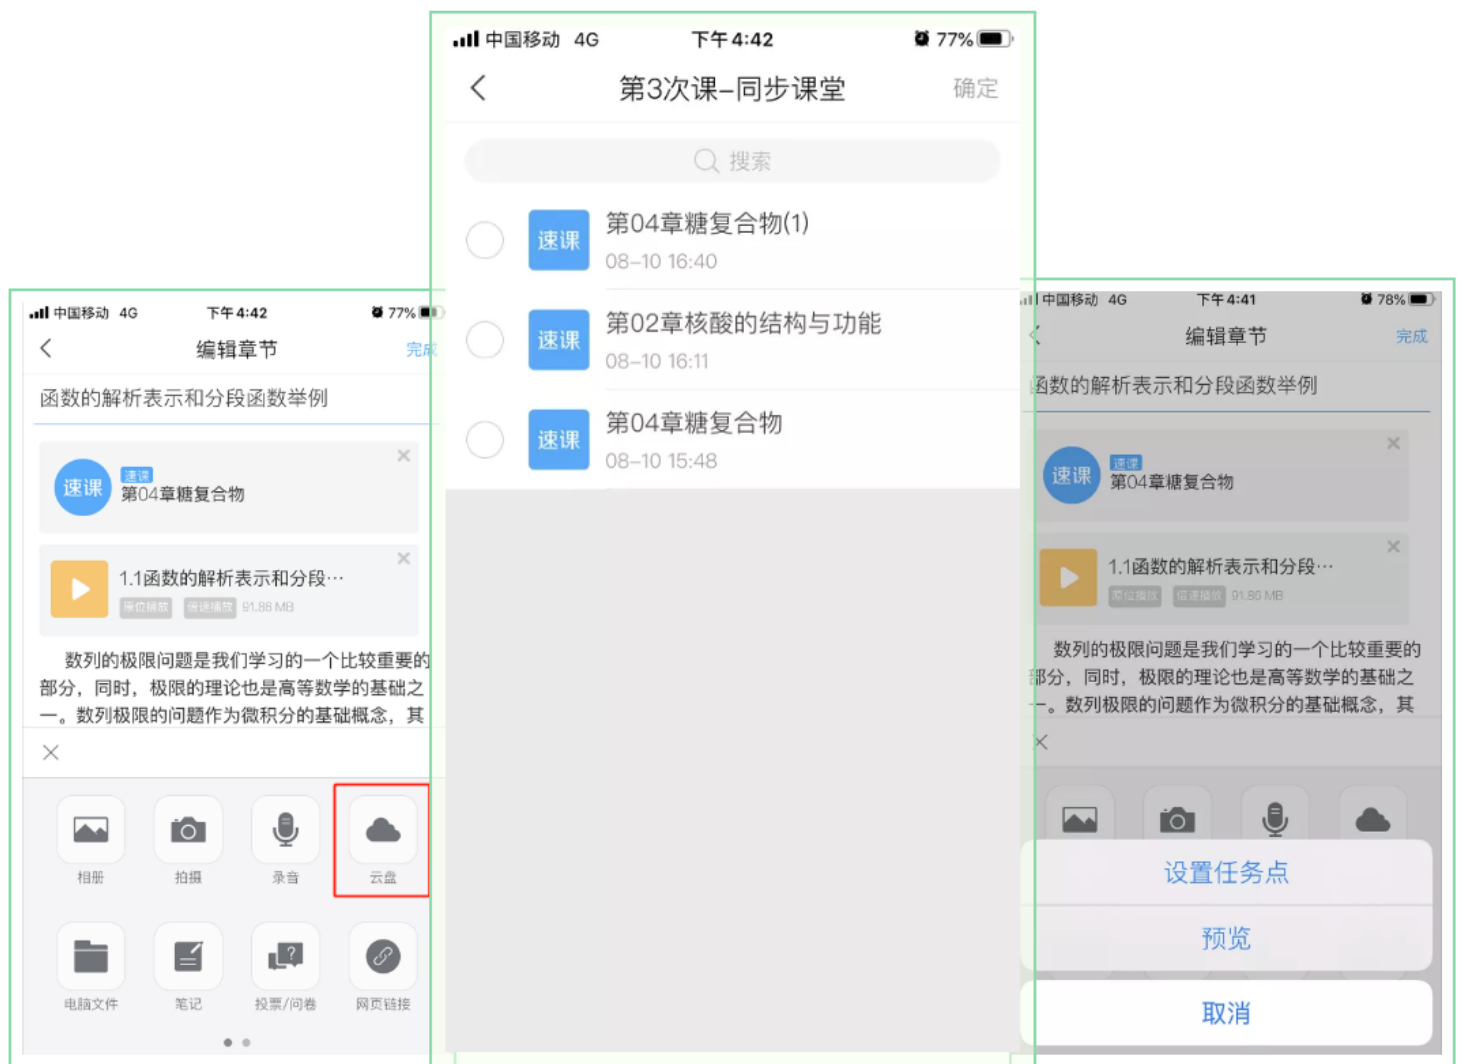 中国移动 4G 下午4:42 77%
编辑章节 完成
函数的解析表示和分段函数举例
速课
速课
第04章糖复合物
1.1函数的解析表示和分段…
原位播放 倍速播放 91.86 MB
数列的极限问题是我们学习的一个比较重要的
部分，同时，极限的理论也是高等数学的基础之
一。数列极限的问题作为微积分的基础概念，其
相册 拍摄 录音 云盘
电脑文件 笔记 投票/问卷 网页链接
中国移动 4G 下午4:42 77%
第3次课-同步课堂 确定
搜索
速课
第04章糖复合物(1)
08-10 16:40
速课
第02章核酸的结构与功能
08-10 16:11
速课
第04章糖复合物
08-10 15:48
中国移动 4G 下午4:41 78%
编辑章节 完成
函数的解析表示和分段函数举例
速课
速课
第04章糖复合物
1.1函数的解析表示和分段…
原位播放 倍速播放 91.86 MB
数列的极限问题是我们学习的一个比较重要的
部分，同时，极限的理论也是高等数学的基础之
一。数列极限的问题作为微积分的基础概念，其
设置任务点
预览
取消